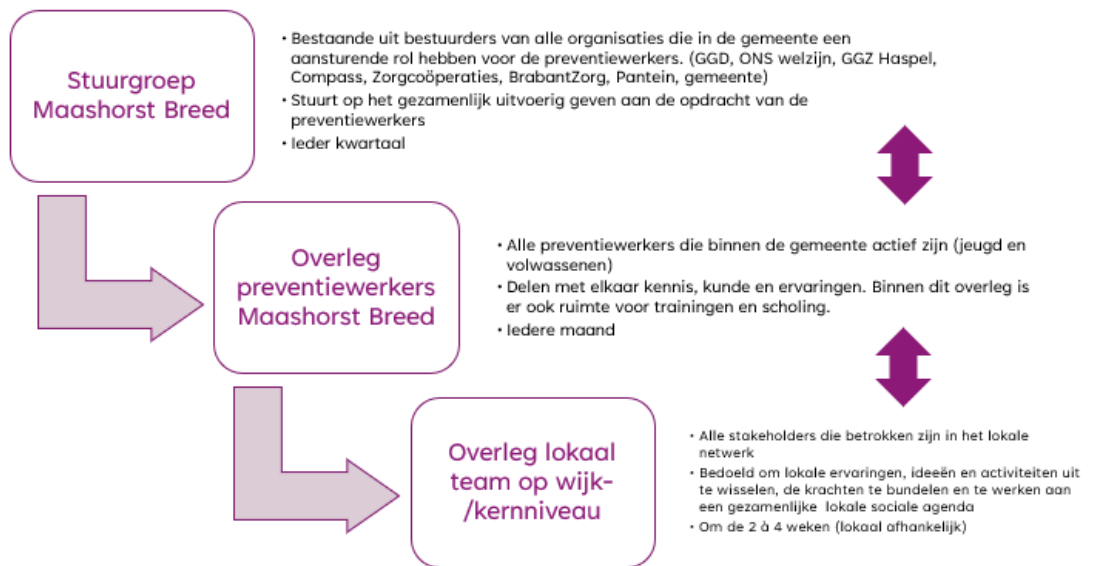 Stuurgroep
Maashorst Breed
• Bestaande uit bestuurders van alle organisaties die in de gemeente een
aansturende rol hebben voor de preventiewerkers. (GGD, ONS welzijn, GGZ Haspel,
Compass, Zorgcoöperaties, BrabantZorg, Pantein, gemeente)
• Stuurt op het gezamenlijk uitvoerig geven aan de opdracht van de
preventiewerkers
• Ieder kwartaal
Overleg
preventiewerkers
Maashorst Breed
• Alle preventiewerkers die binnen de gemeente actief zijn (jeugd en
volwassenen)
• Delen met elkaar kennis, kunde en ervaringen. Binnen dit overleg is
er ook ruimte voor trainingen en scholing.
• Iedere maand
Overleg lokaal
team op wijk-
/kernniveau
• Alle stakeholders die betrokken zijn in het lokale
netwerk
• Bedoeld om lokale ervaringen, ideeën en activiteiten uit
te wisselen, de krachten te bundelen en te werken aan
een gezamenlijke lokale sociale agenda
• Om de 2 à 4 weken (lokaal afhankelijk)